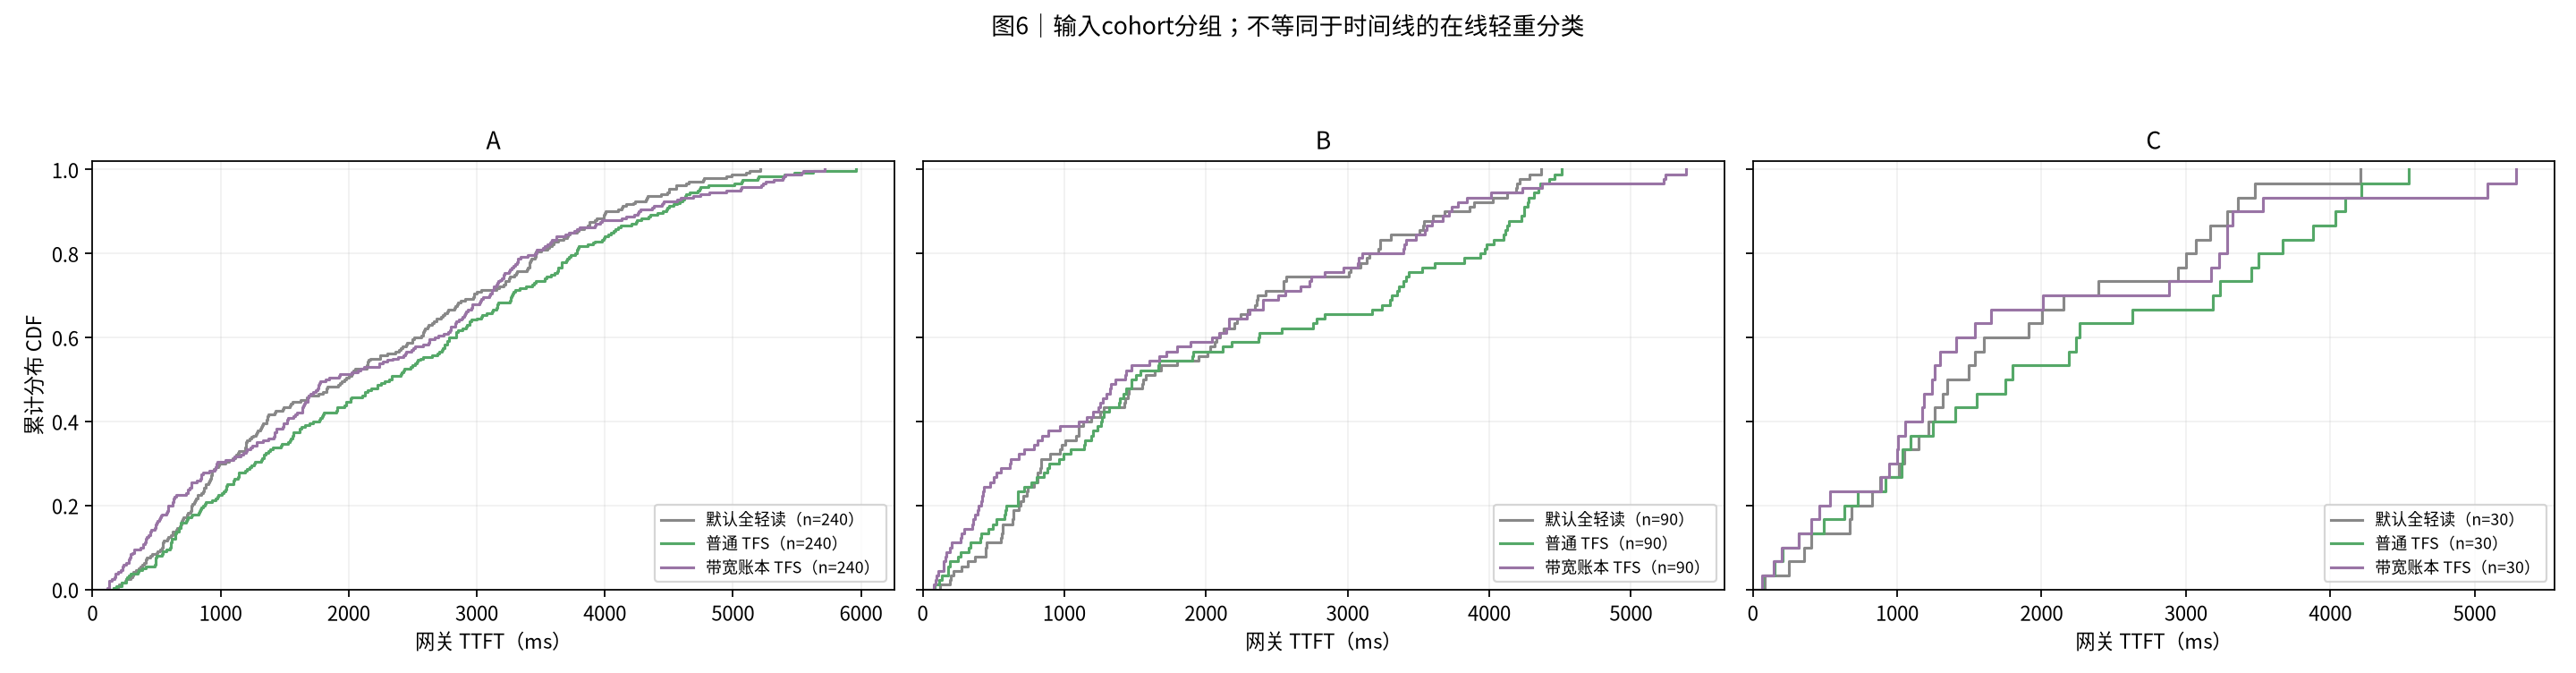 图6｜输入cohort分组；不等同于时间线的在线轻重分类
A
累计分布 CDF
1.0
0.8
0.6
0.4
0.2
0.0
0 1000 2000 3000 4000 5000 6000
网关 TTFT（ms）
默认全轻读（n=240）
普通 TFS（n=240）
带宽账本 TFS（n=240）
B
0 1000 2000 3000 4000 5000
网关 TTFT（ms）
默认全轻读（n=90）
普通 TFS（n=90）
带宽账本 TFS（n=90）
C
0 1000 2000 3000 4000 5000
网关 TTFT（ms）
默认全轻读（n=30）
普通 TFS（n=30）
带宽账本 TFS（n=30）